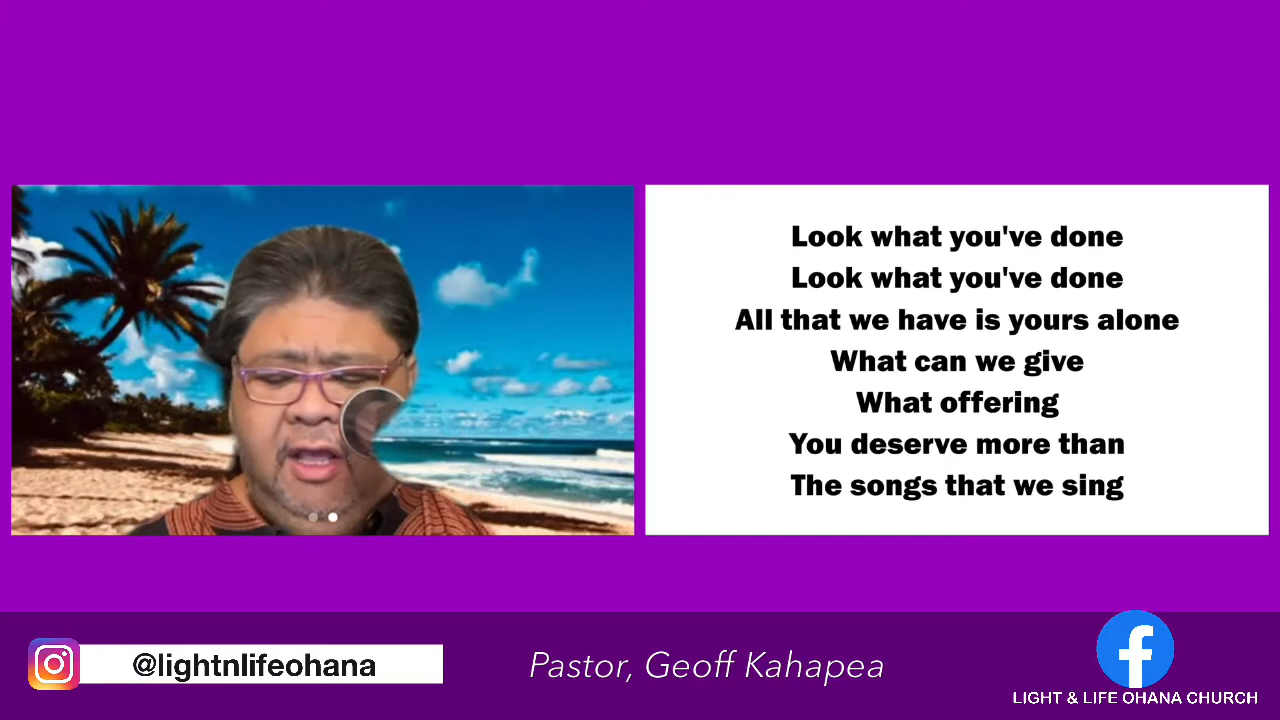 Look what you've done
Look what you've done
All that we have is yours alone
What can we give
What offering
You deserve more than
The songs that we sing
@lightnlifeohana
Pastor, Geoff Kahapea
LIGHT & LIFE OHANA CHURCH